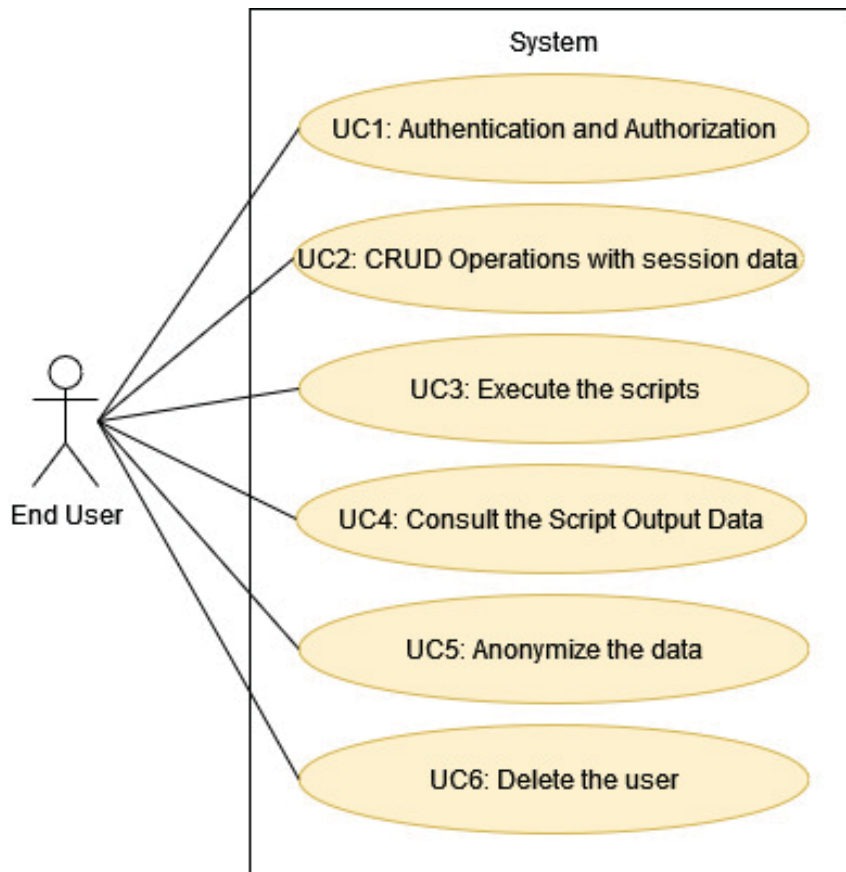 System
UC1: Authentication and Authorization
UC2: CRUD Operations with session data
UC3: Execute the scripts
End User
UC4: Consult the Script Output Data
UC5: Anonymize the data
UC6: Delete the user